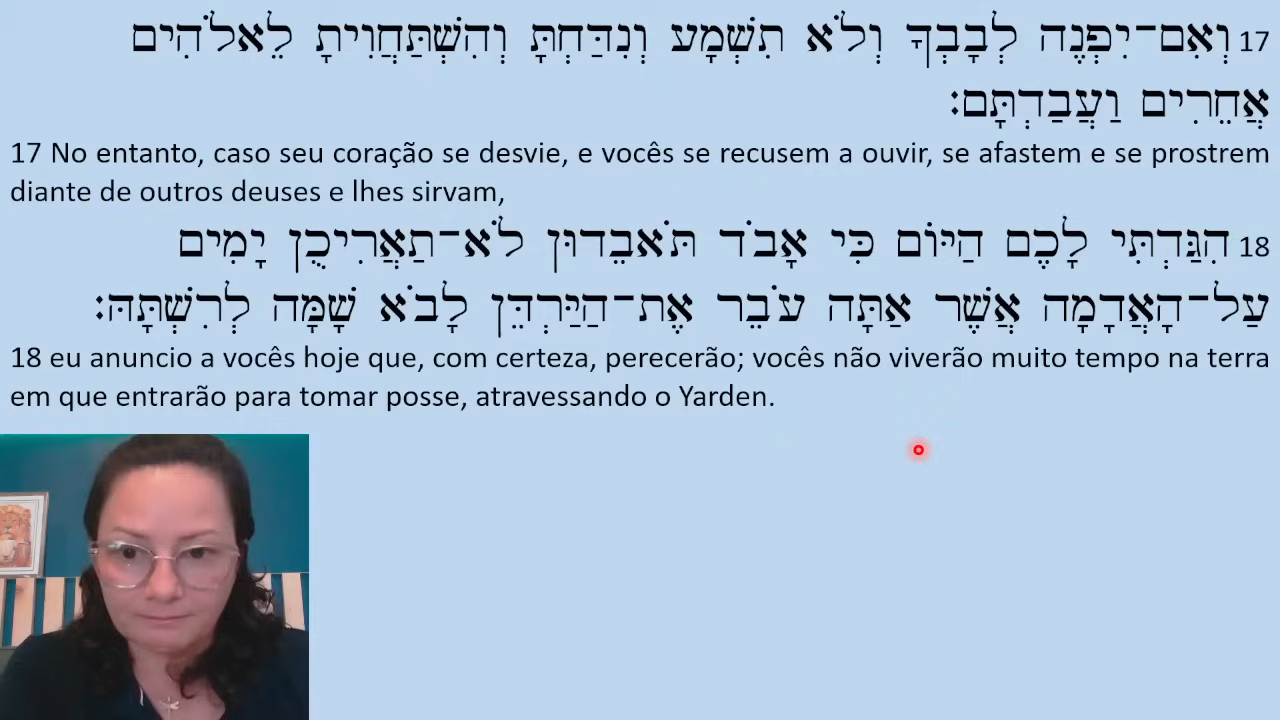 17 וְאִם־יִפְנֶה לְבָבְךָ וְלֹא תִשְׁמָע וְנִדַּחְתָּ וְהִשְׁתַּחֲוִיתָ לֵאלֹהִים
אֲחֵרִים וַעֲבַדְתָּם׃
17 No entanto, caso seu coração se desvie, e vocês se recusem a ouvir, se afastem e se prostrem
diante de outros deuses e lhes sirvam,
18 הִגַּדְתִּי לָכֶם הַיּוֹם כִּי אָבֹד תֹּאבֵדוּן לֹא־תַאֲרִיכֻן יָמִים
עַל־הָאֲדָמָה אֲשֶׁר אַתָּה עֹבֵר אֶת־הַיַּרְדֵּן לָבֹא שָׁמָּה לְרִשְׁתָּהּ׃
18 eu anuncio a vocês hoje que, com certeza, perecerão; vocês não viverão muito tempo na terra
em que entrarão para tomar posse, atravessando o Yarden.